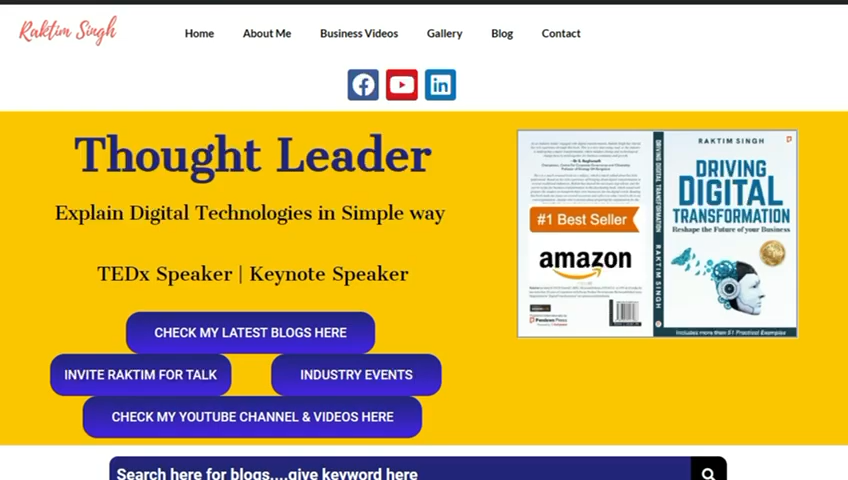 Raktim Singh
Home About Me Business Videos Gallery Blog Contact
Thought Leader
Explain Digital Technologies in Simple way
TEDx Speaker | Keynote Speaker
CHECK MY LATEST BLOGS HERE
INVITE RAKTIM FOR TALK INDUSTRY EVENTS
CHECK MY YOUTUBE CHANNEL & VIDEOS HERE
#1 Best Seller
amazon
DRIVING DIGITAL TRANSFORMATION RAKTIM SINGH
RAKTIM SINGH
DRIVING
DIGITAL
TRANSFORMATION
Reshape the Future of your Business
Includes more than 51 Practical Examples
Search here for blogs....give keyword here